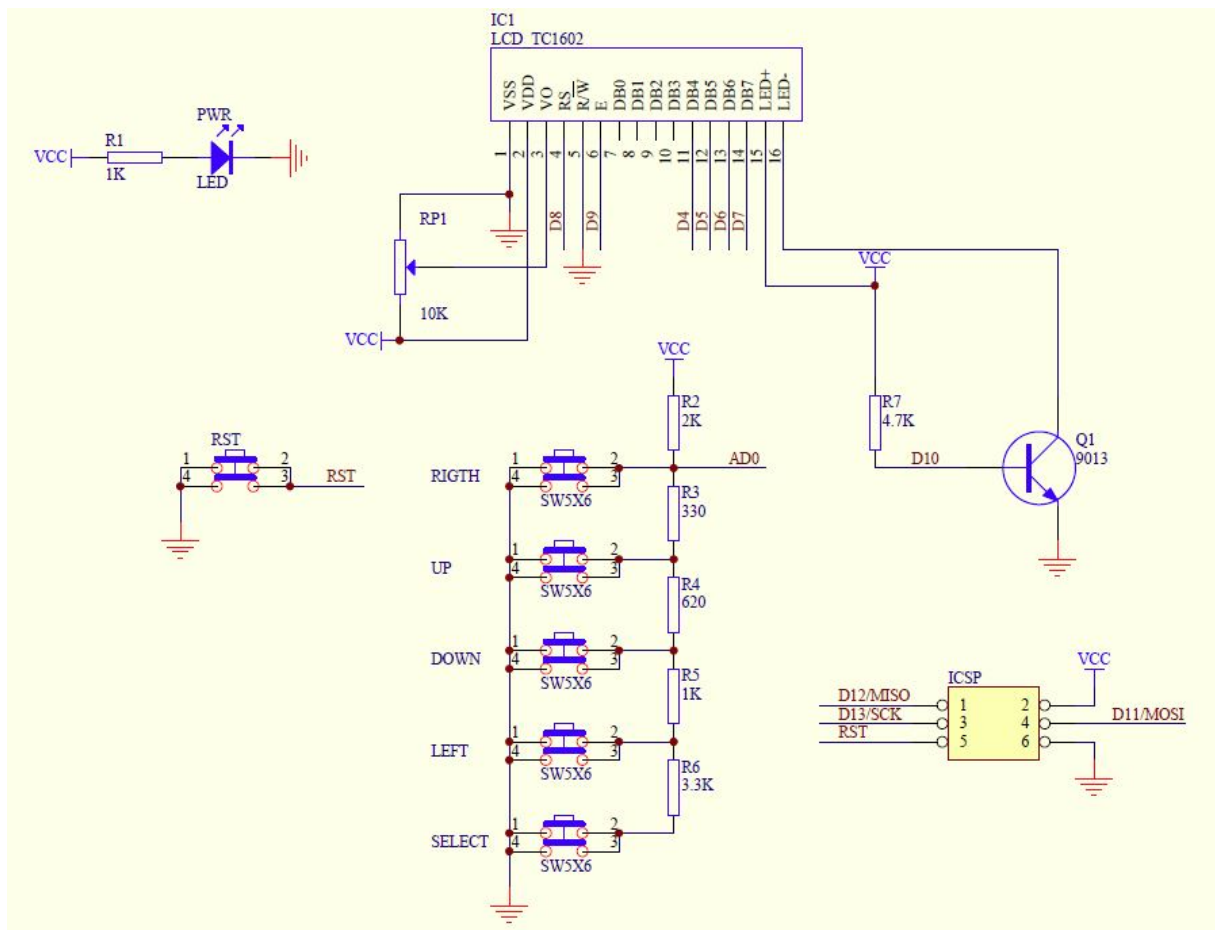 IC1
LCD TC1602
VSS
VDD
VO
RS
R/W
E
DB0
DB1
DB2
DB3
DB4
DB5
DB6
DB7
LED+
LED-
1
2
3
4
5
6
7
8
9
10
11
12
13
14
15
16
D8
D9
D4
D5
D6
D7
PWR
R1
VCC
1K
LED
RP1
10K
VCC
VCC
R7
4.7K
D10
Q1
9013
VCC
R2
2K
AD0
RST
1 2
4 3
RST
RIGTH
1 2
4 3
SW5X6
R3
330
UP
1 2
4 3
SW5X6
R4
620
DOWN
1 2
4 3
SW5X6
R5
1K
LEFT
1 2
4 3
SW5X6
R6
3.3K
SELECT
1 2
4 3
SW5X6
ICSP
VCC
D12/MISO 1 2
D13/SCK 3 4 D11/MOSI
RST 5 6